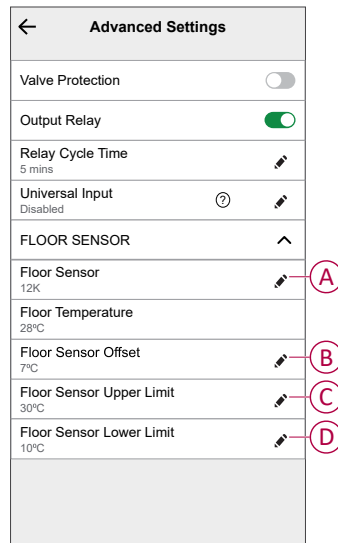 Advanced Settings
Valve Protection
Output Relay
Relay Cycle Time
5 mins
Universal Input
Disabled
?
FLOOR SENSOR
Floor Sensor
12K
A
Floor Temperature
28ºC
Floor Sensor Offset
7ºC
B
Floor Sensor Upper Limit
30ºC
C
Floor Sensor Lower Limit
10ºC
D